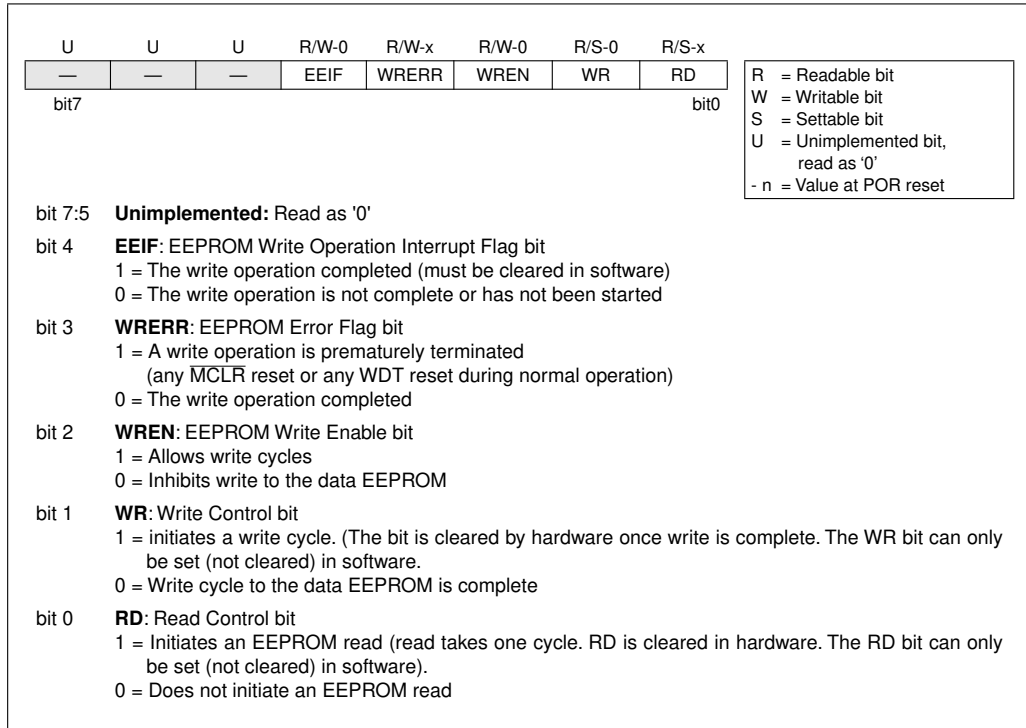 U U U R/W-0 R/W-x R/W-0 R/S-0 R/S-x
— — — EEIF WRERR WREN WR RD
bit7 bit0
R = Readable bit
W = Writable bit
S = Settable bit
U = Unimplemented bit,
read as ‘0’
- n = Value at POR reset
bit 7:5 Unimplemented: Read as '0'
bit 4 EEIF: EEPROM Write Operation Interrupt Flag bit
1 = The write operation completed (must be cleared in software)
0 = The write operation is not complete or has not been started
bit 3 WRERR: EEPROM Error Flag bit
1 = A write operation is prematurely terminated
(any MCLR reset or any WDT reset during normal operation)
0 = The write operation completed
bit 2 WREN: EEPROM Write Enable bit
1 = Allows write cycles
0 = Inhibits write to the data EEPROM
bit 1 WR: Write Control bit
1 = initiates a write cycle. (The bit is cleared by hardware once write is complete. The WR bit can only
be set (not cleared) in software.
0 = Write cycle to the data EEPROM is complete
bit 0 RD: Read Control bit
1 = Initiates an EEPROM read (read takes one cycle. RD is cleared in hardware. The RD bit can only
be set (not cleared) in software).
0 = Does not initiate an EEPROM read